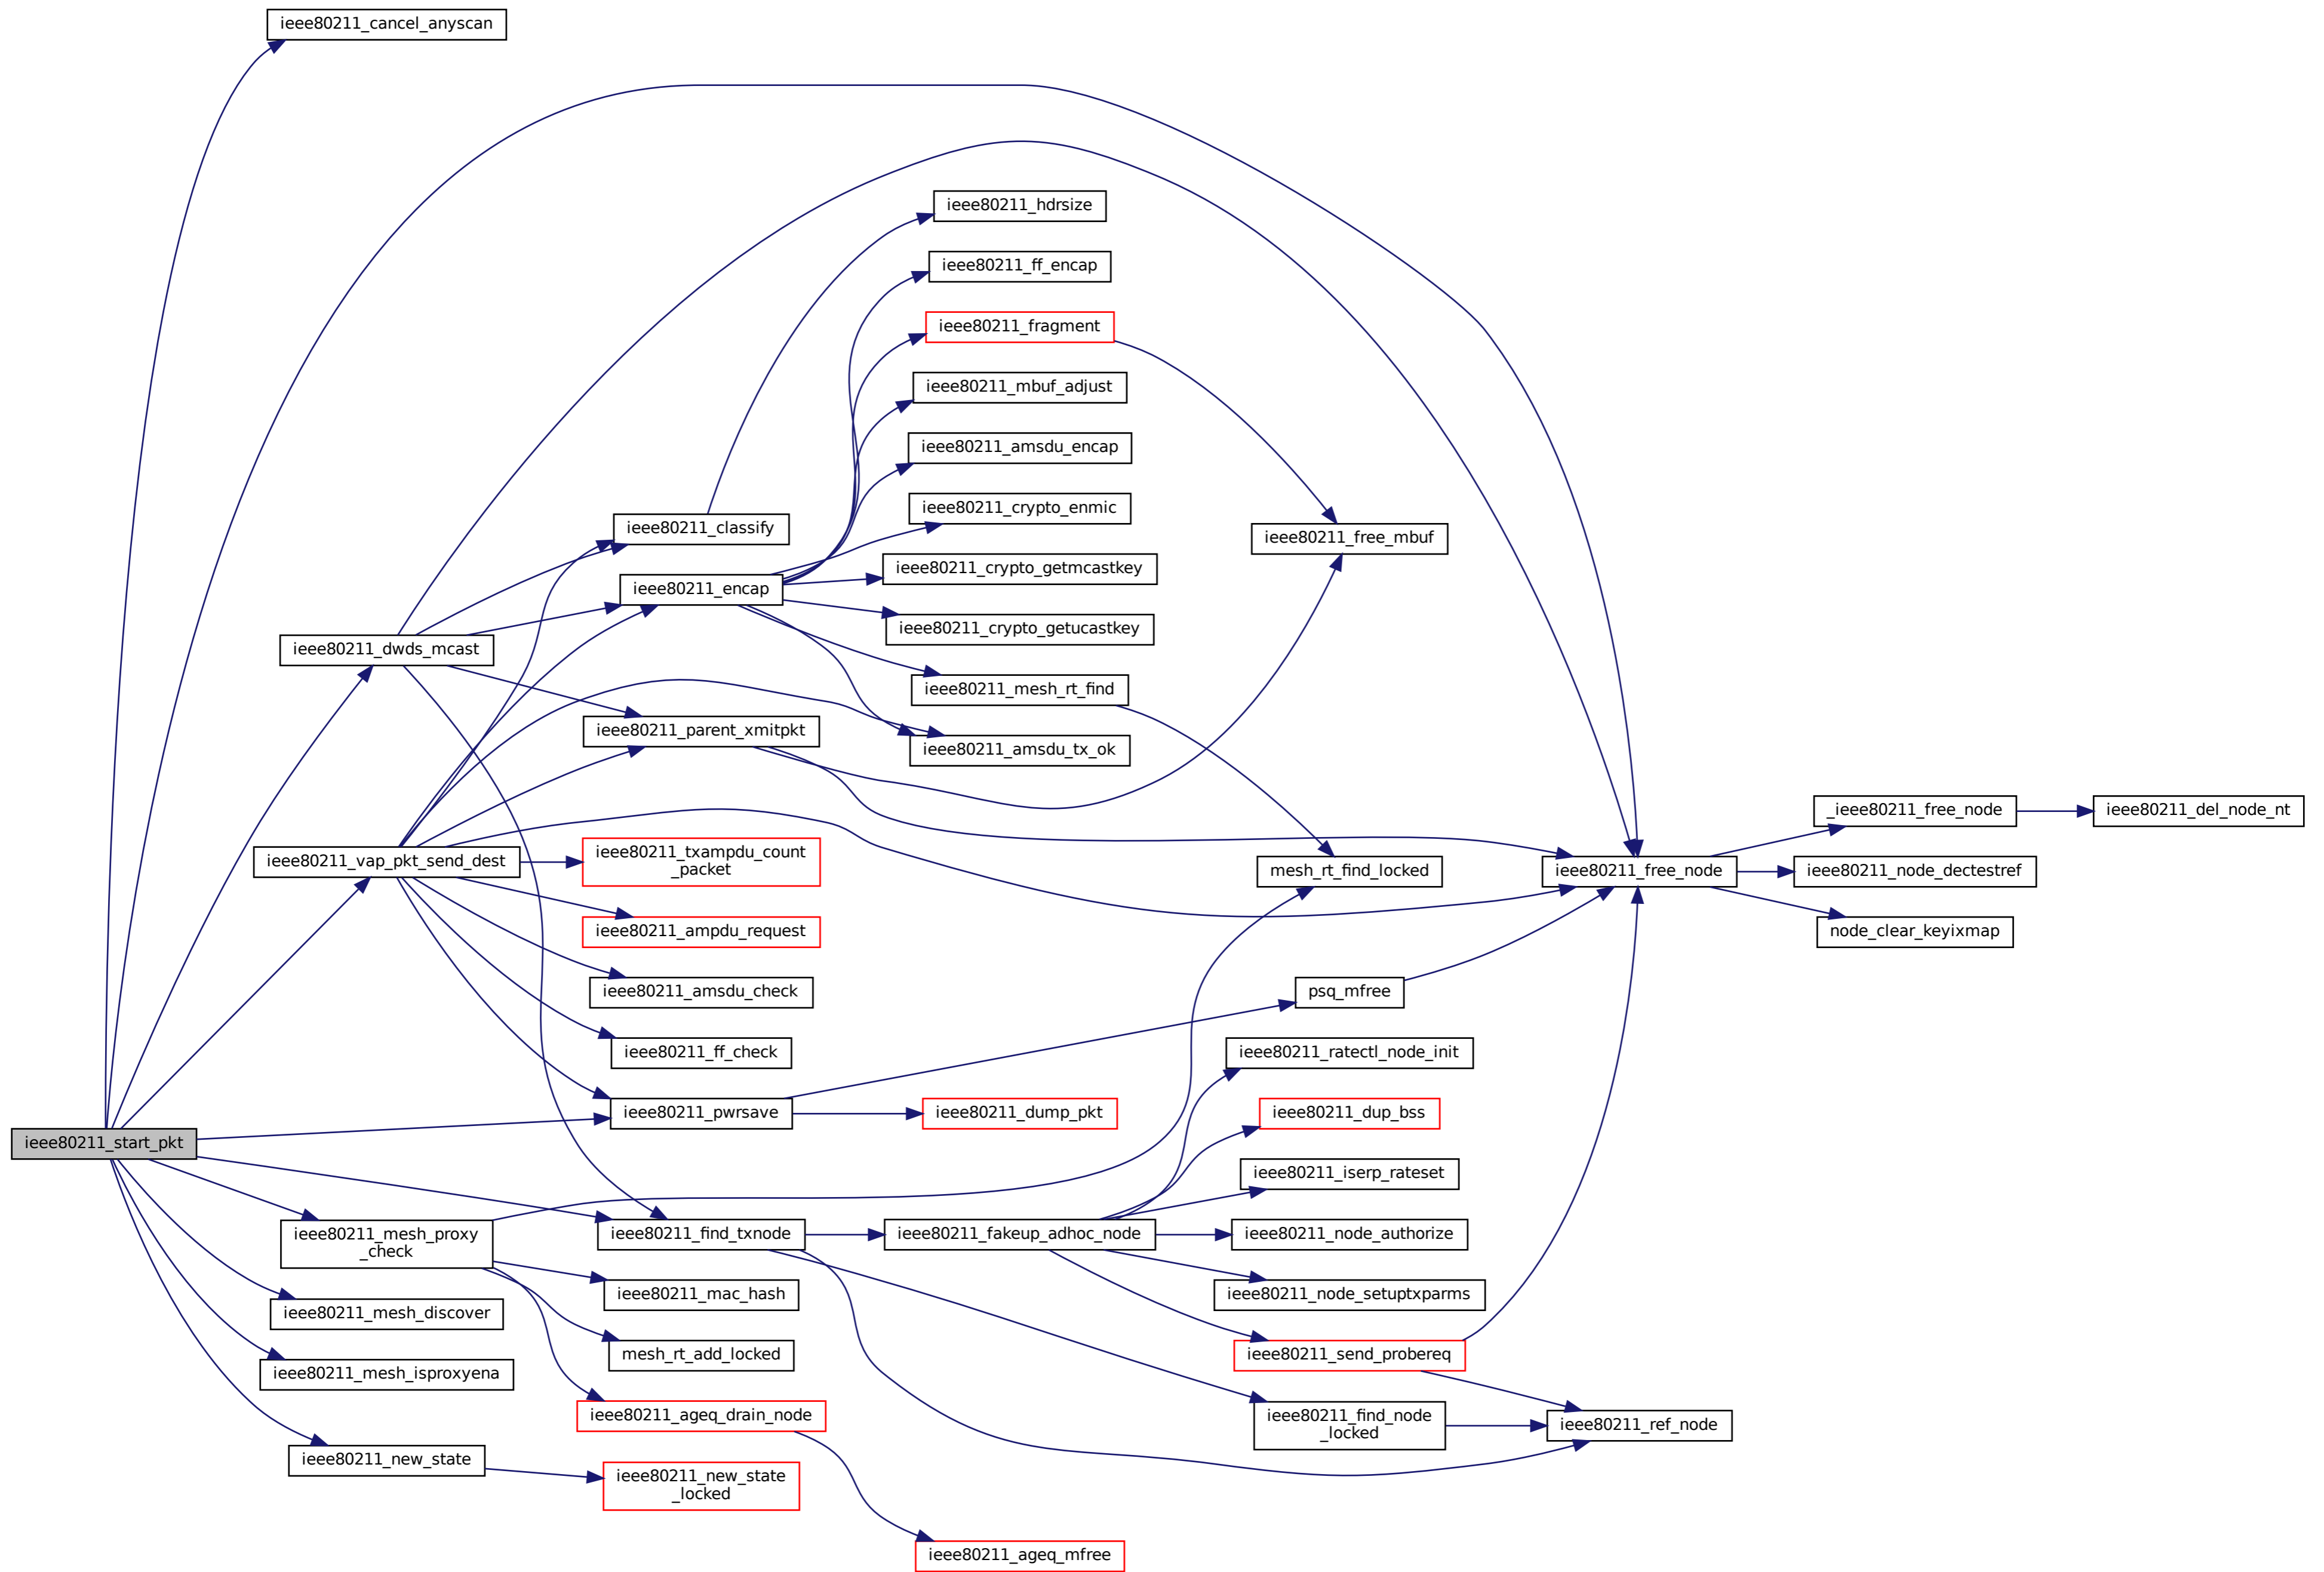 ieee80211_cancel_anyscan
ieee80211_hdrsize
ieee80211_ff_encap
ieee80211_fragment
ieee80211_mbuf_adjust
ieee80211_amsdu_encap
ieee80211_crypto_enmic
ieee80211_classify
ieee80211_free_mbuf
ieee80211_crypto_getmcastkey
ieee80211_encap
ieee80211_crypto_getucastkey
ieee80211_dwds_mcast
ieee80211_mesh_rt_find
ieee80211_parent_xmitpkt
ieee80211_amsdu_tx_ok
_ieee80211_free_node
ieee80211_del_node_nt
ieee80211_vap_pkt_send_dest
ieee80211_txampdu_count
_packet
mesh_rt_find_locked
ieee80211_free_node
ieee80211_node_dectestref
ieee80211_ampdu_request
node_clear_keyixmap
ieee80211_amsdu_check
psq_mfree
ieee80211_ff_check
ieee80211_ratectl_node_init
ieee80211_pwrsave
ieee80211_dump_pkt
ieee80211_dup_bss
ieee80211_start_pkt
ieee80211_iserp_rateset
ieee80211_mesh_proxy
_check
ieee80211_find_txnode
ieee80211_fakeup_adhoc_node
ieee80211_node_authorize
ieee80211_mac_hash
ieee80211_node_setuptxparms
ieee80211_mesh_discover
mesh_rt_add_locked
ieee80211_send_probereq
ieee80211_mesh_isproxyena
ieee80211_ageq_drain_node
ieee80211_find_node
_locked
ieee80211_ref_node
ieee80211_new_state
ieee80211_new_state
_locked
ieee80211_ageq_mfree